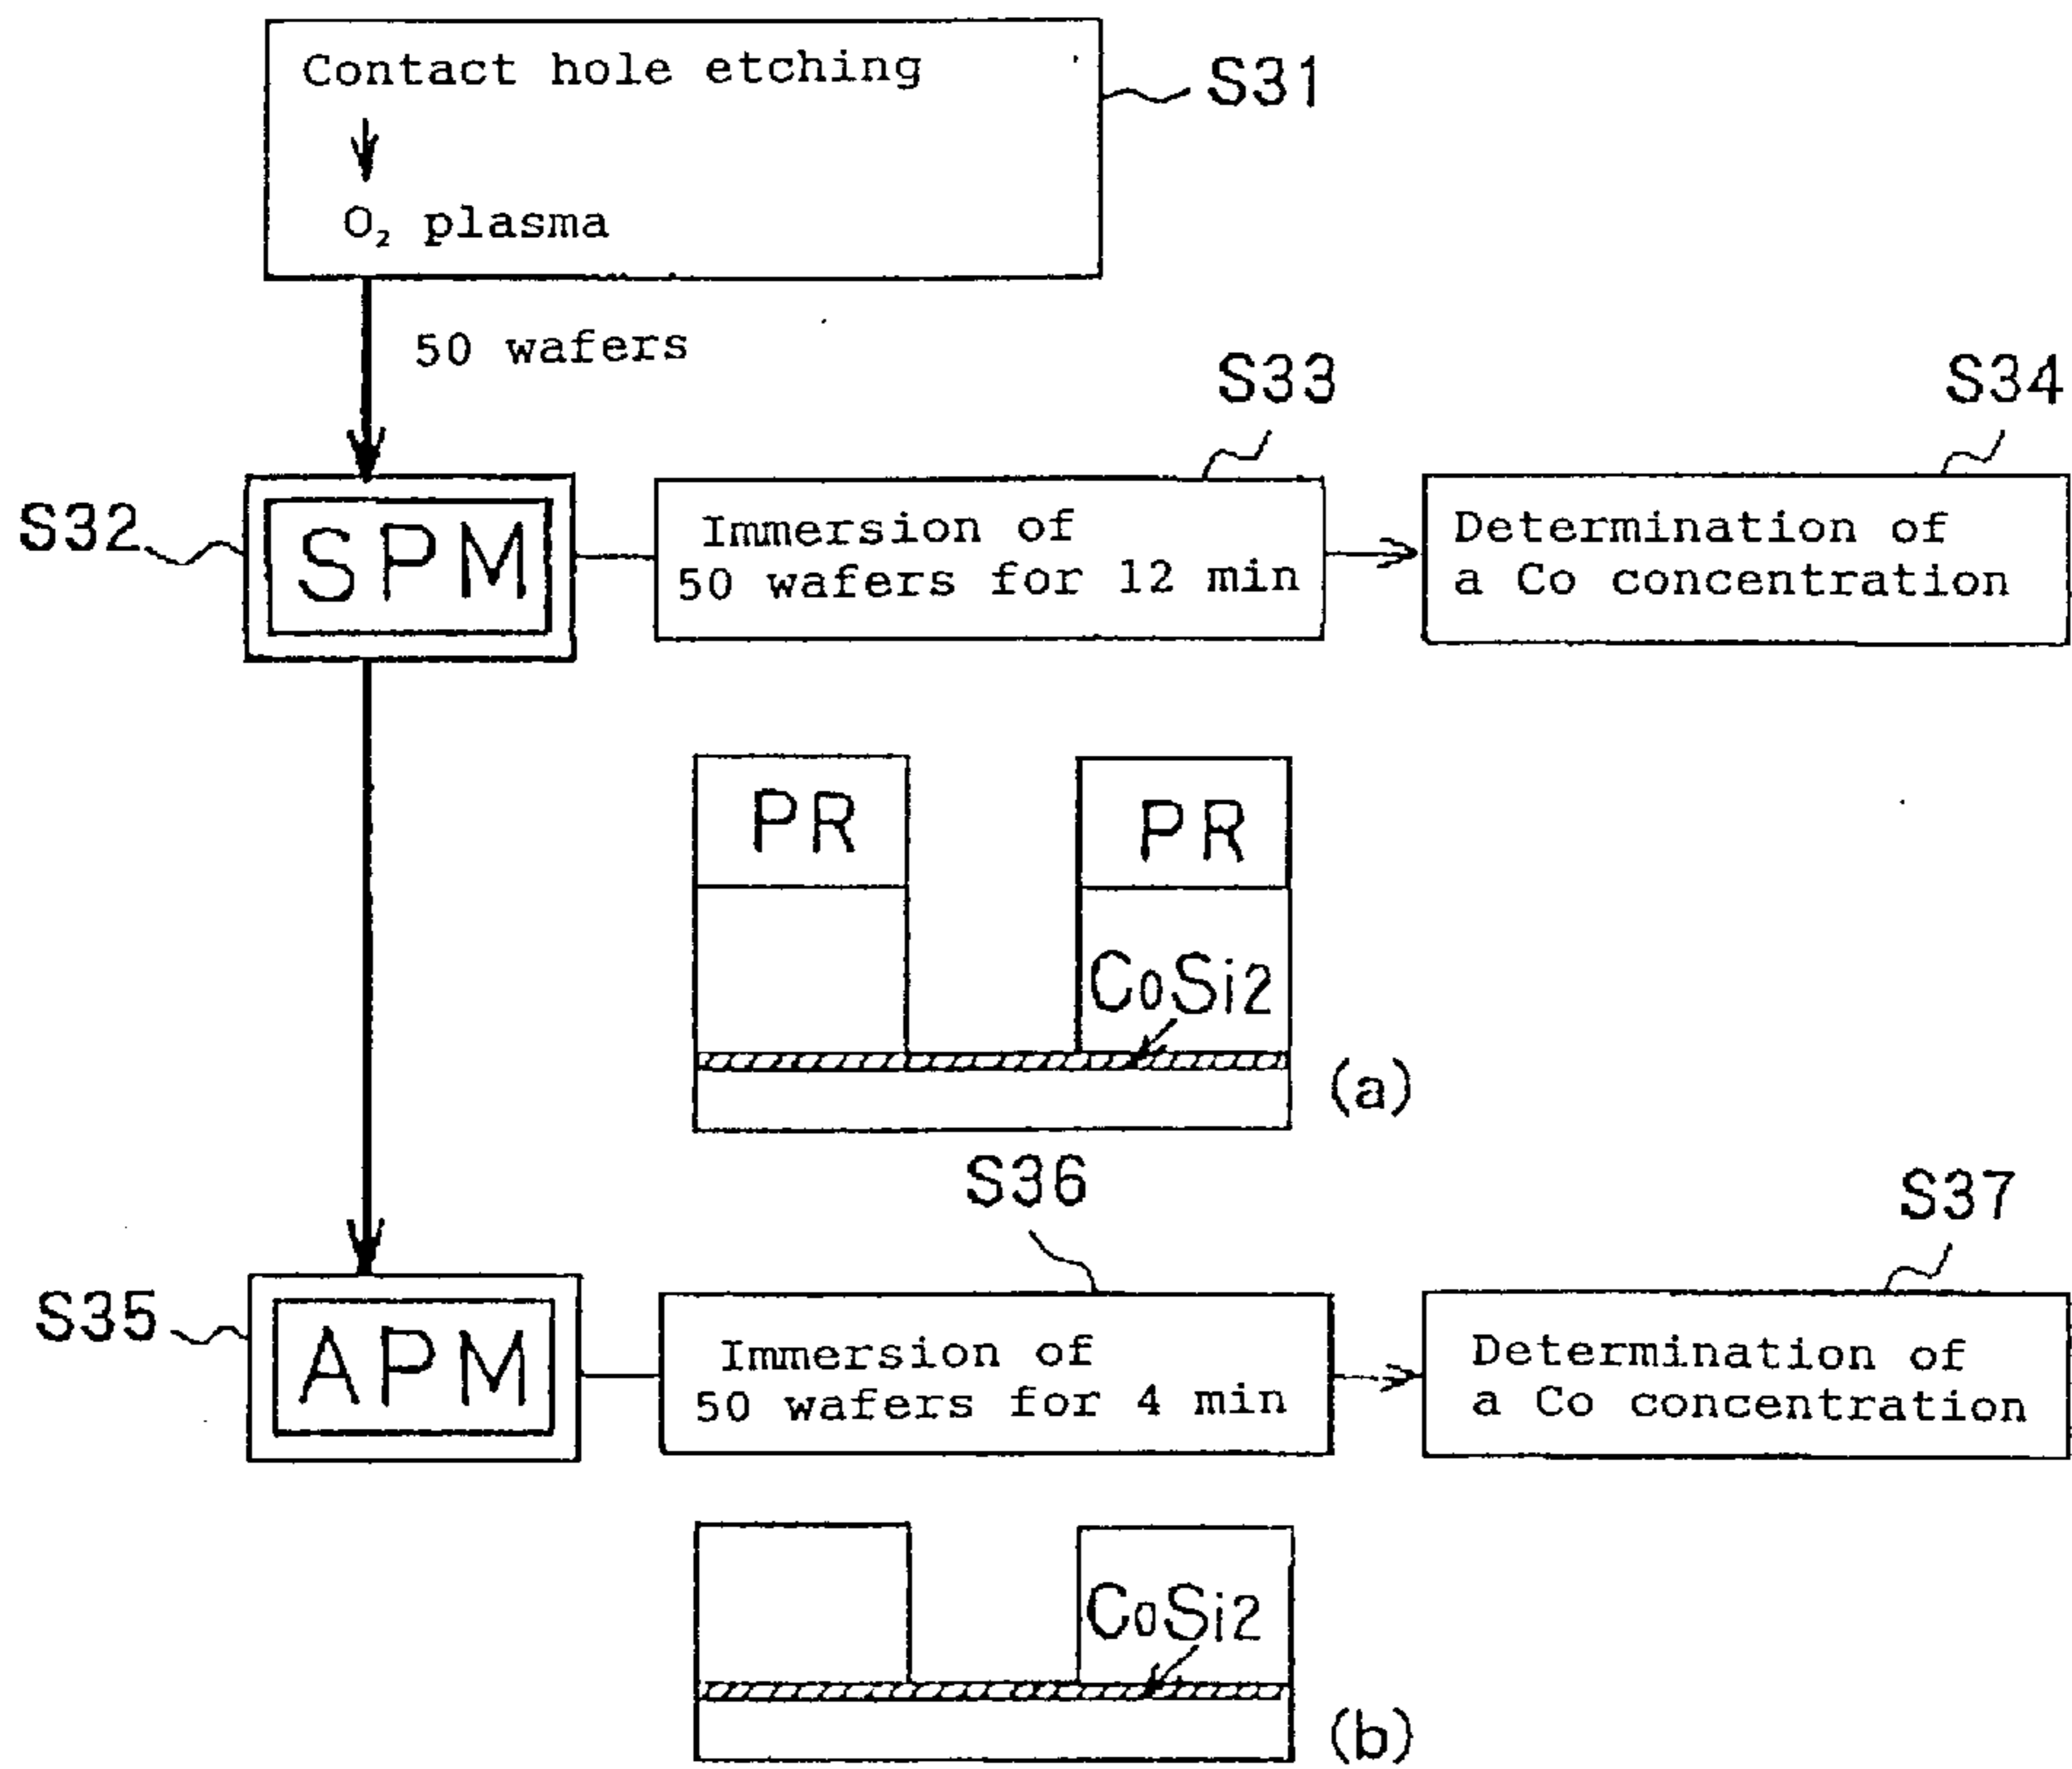 Contact hole etching
S31
O₂ plasma
50 wafers
S33
S34
S32
SPM
Immersion of
50 wafers for 12 min
Determination of
a Co concentration
PR
PR
CoSi2
(a)
S36
S37
S35
APM
Immersion of
50 wafers for 4 min
Determination of
a Co concentration
CoSi2
(b)